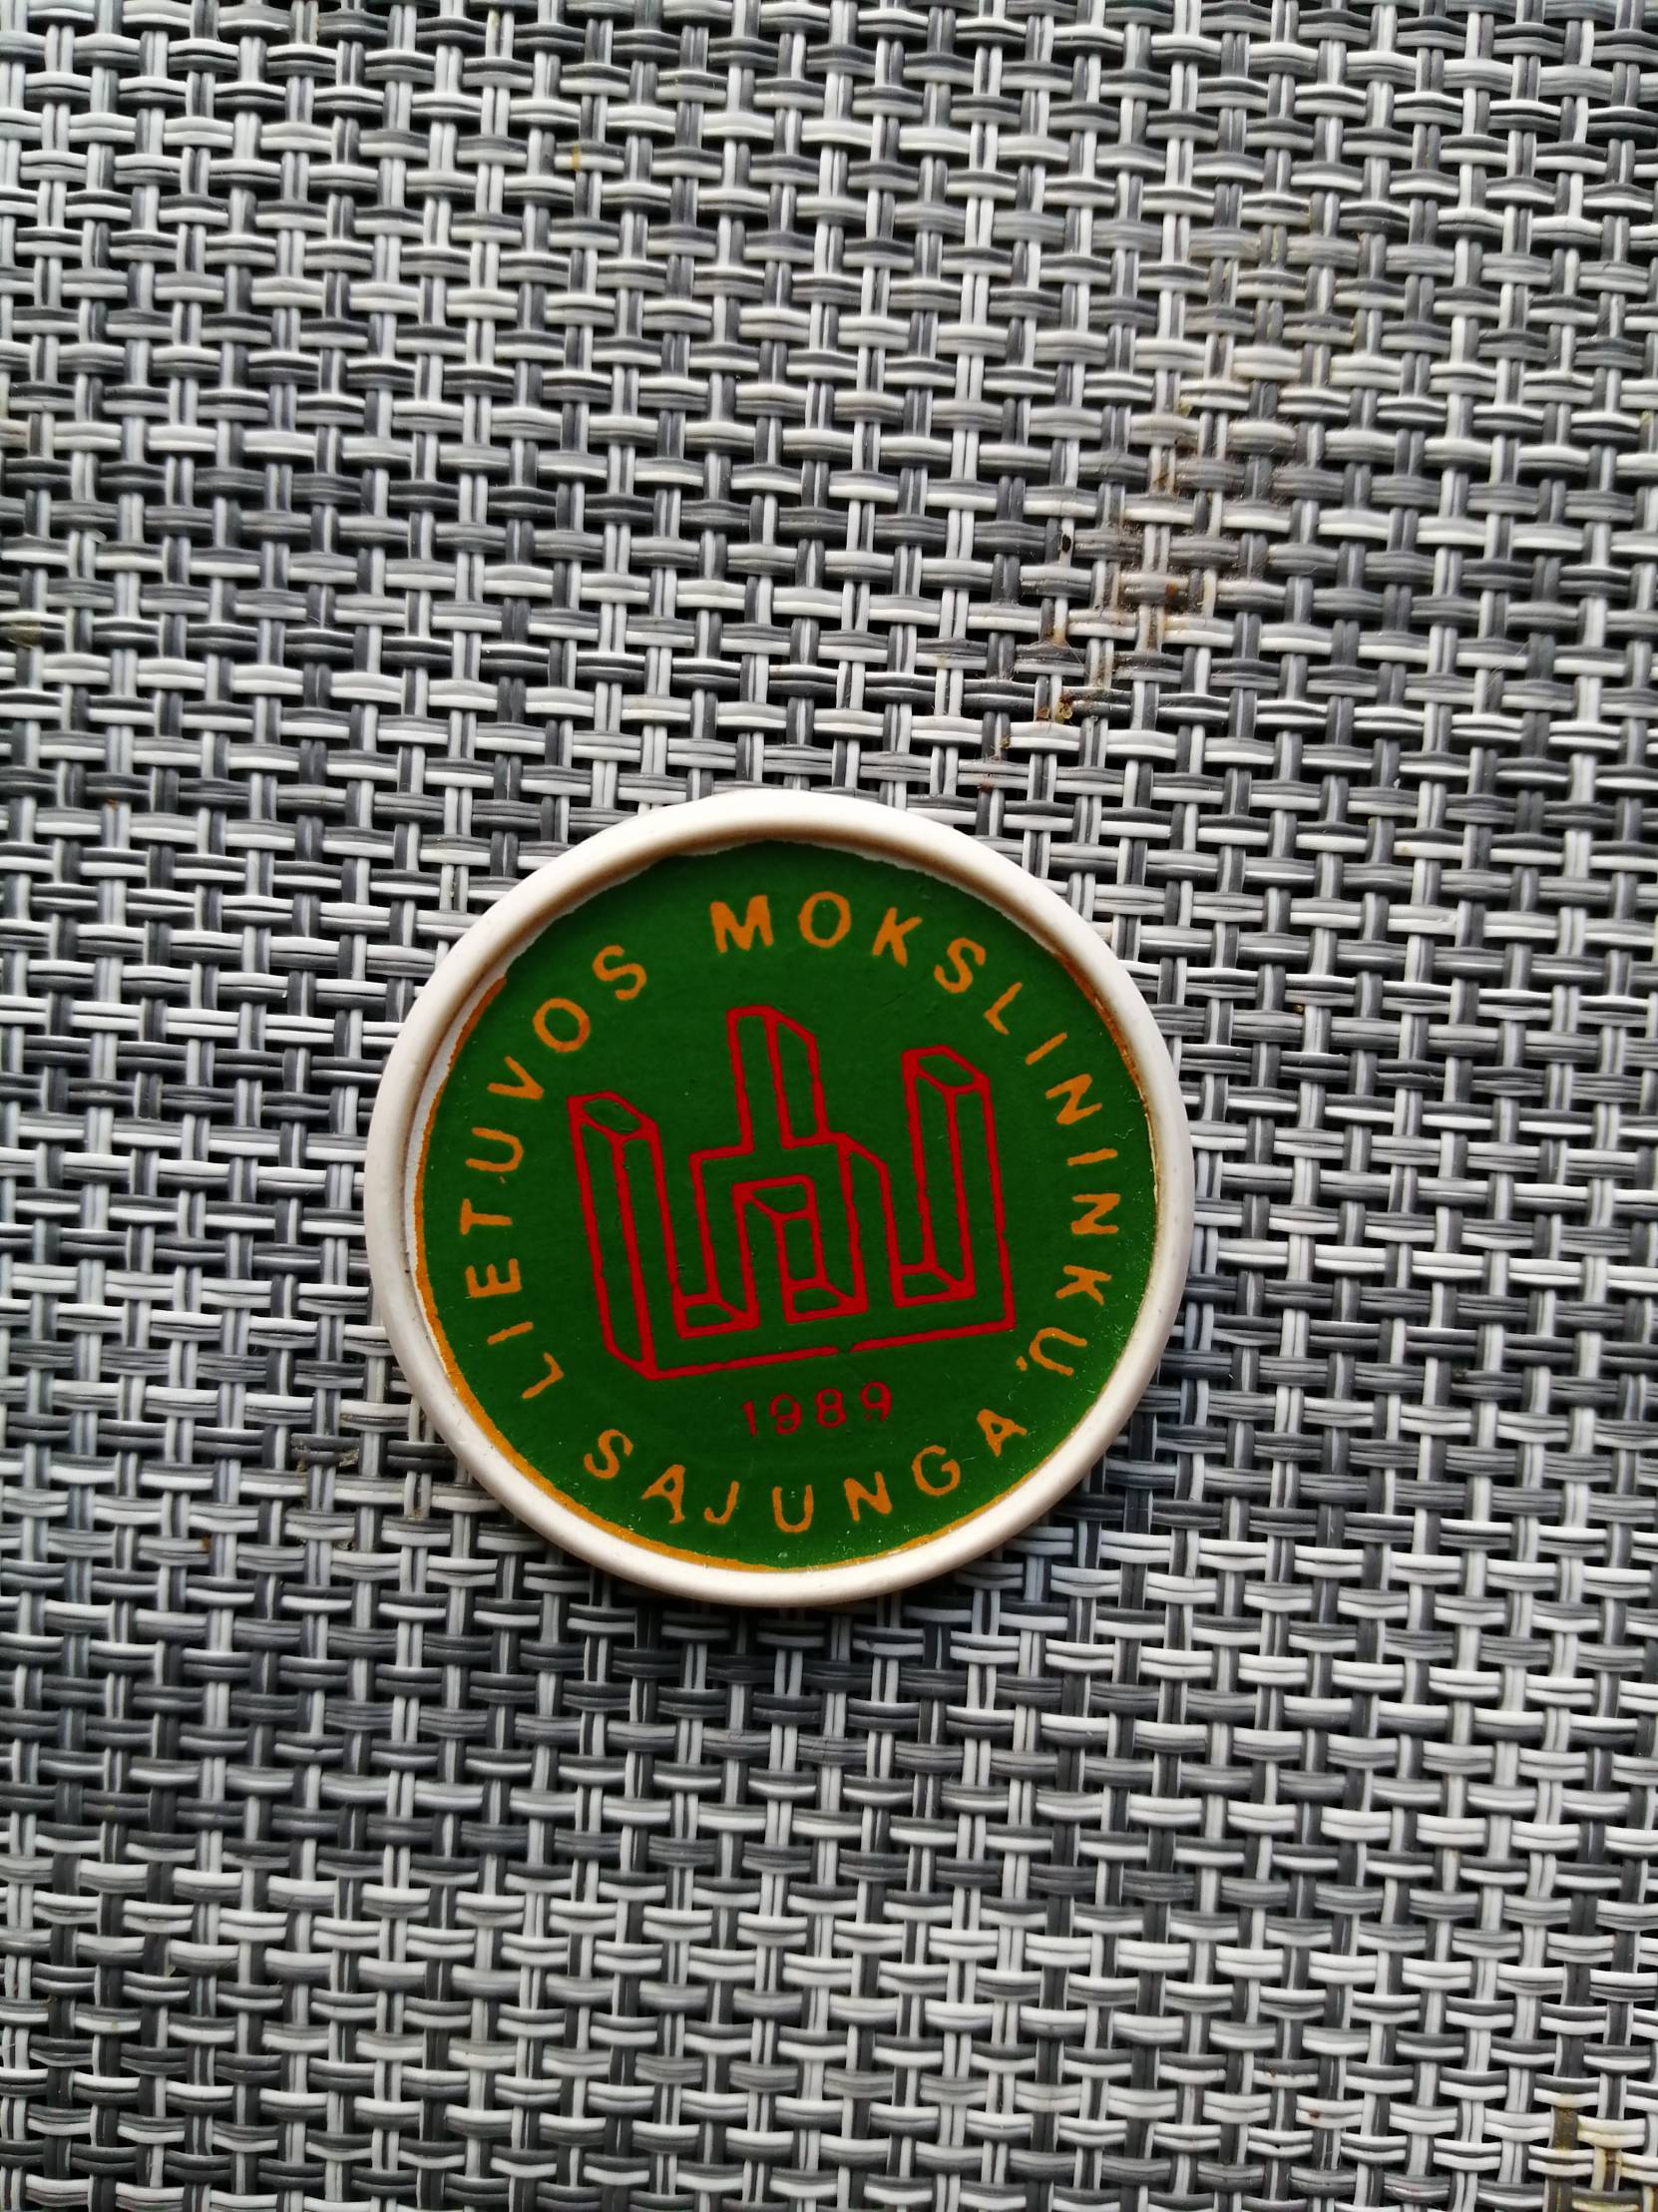 LIETUVOS MOKSLININKŲ
SĄJUNGA
1989